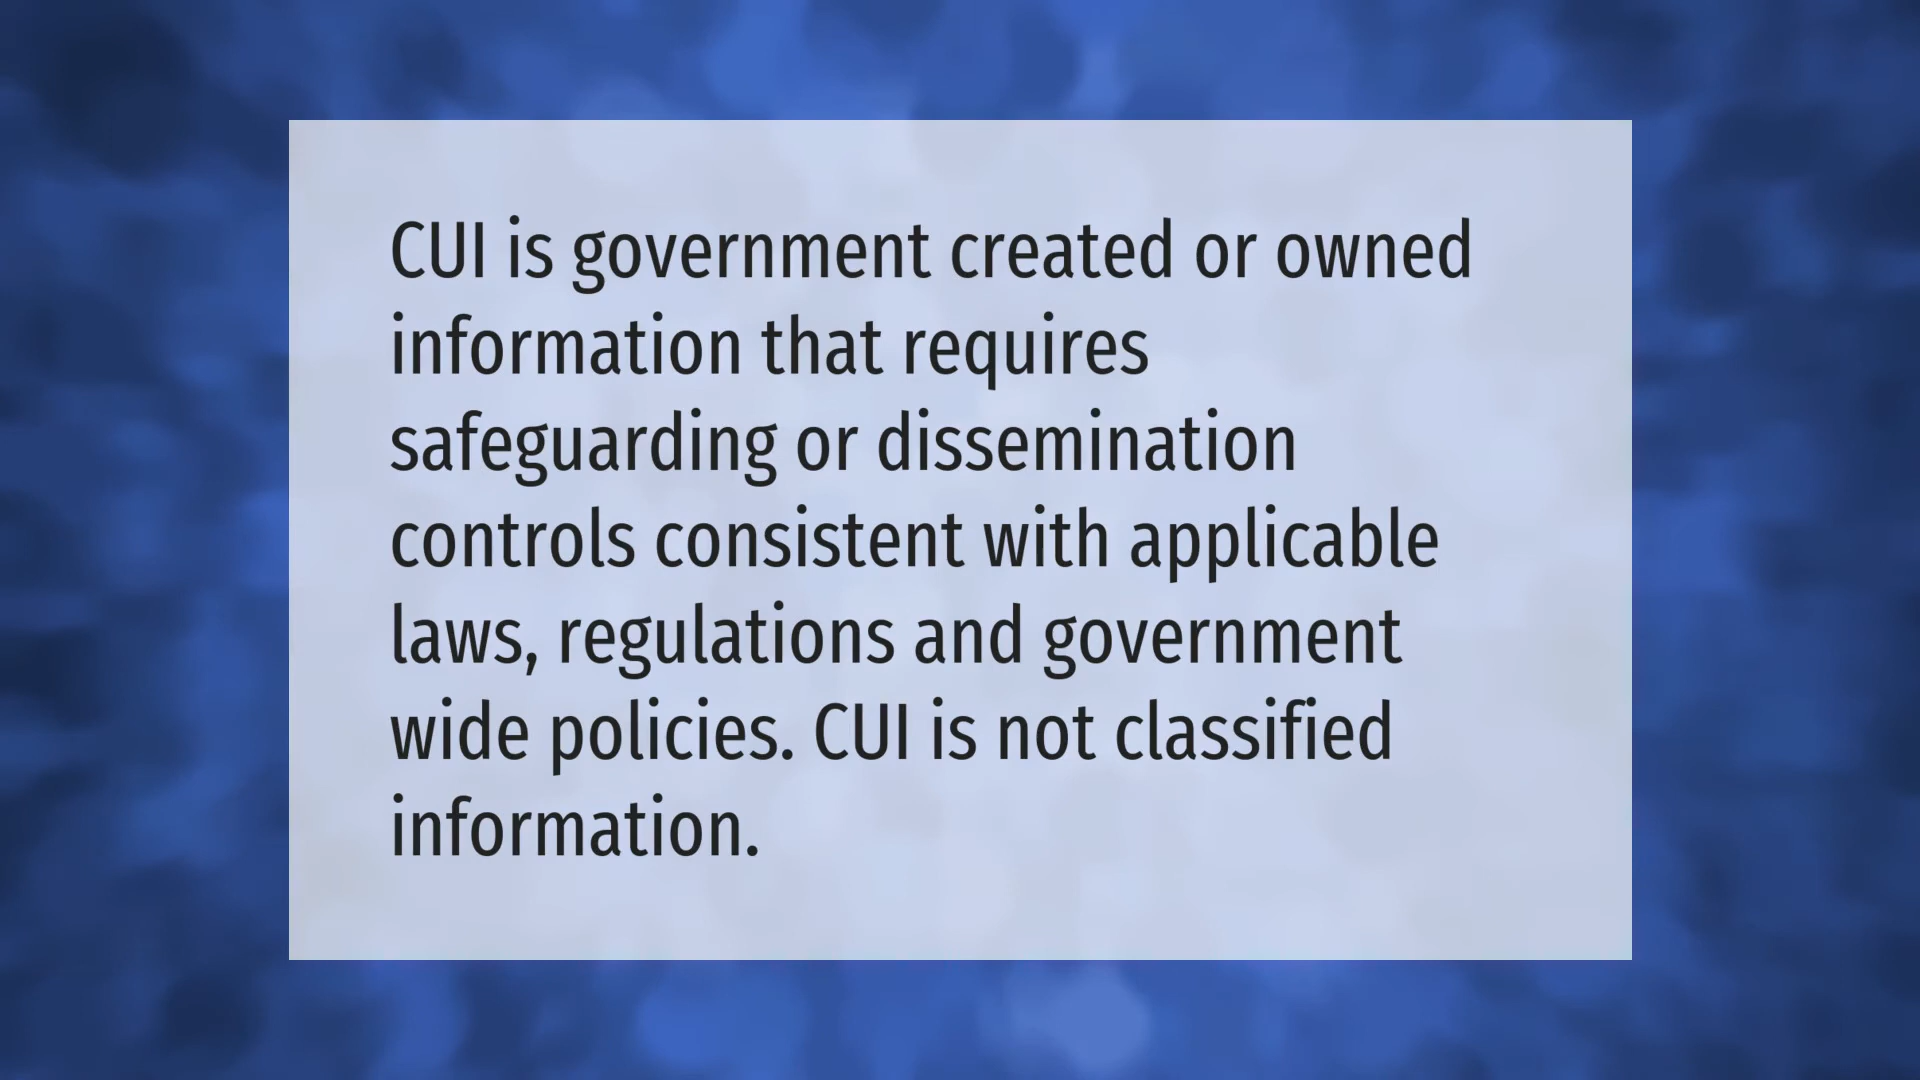 CUI is government created or owned
information that requires
safeguarding or dissemination
controls consistent with applicable
laws, regulations and government
wide policies. CUI is not classified
information.